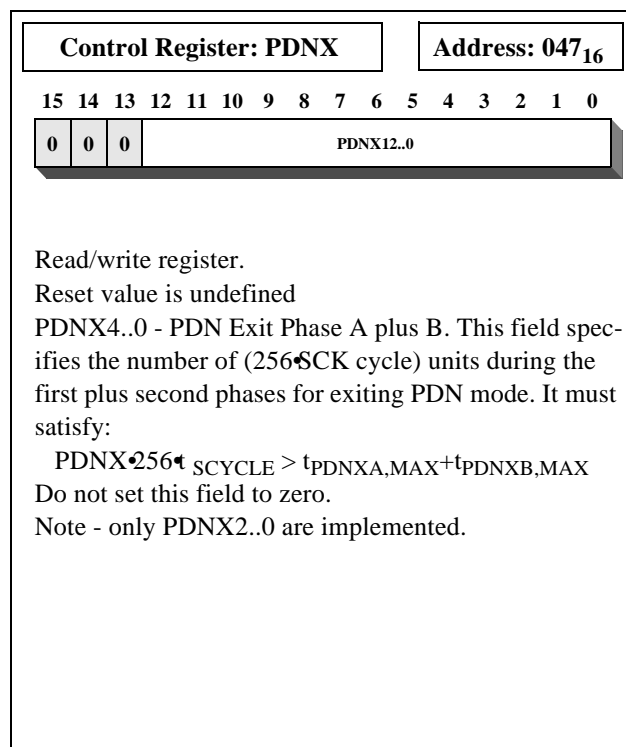 Control Register: PDNX
Address: 047₁₆
15 14 13 12 11 10 9 8 7 6 5 4 3 2 1 0
0 0 0 PDNX12..0
Read/write register.
Reset value is undefined
PDNX4..0 - PDN Exit Phase A plus B. This field spec-
ifies the number of (256•SCK cycle) units during the
first plus second phases for exiting PDN mode. It must
satisfy:
PDNX•256•t SCYCLE > tPDNXA,MAX+tPDNXB,MAX
Do not set this field to zero.
Note - only PDNX2..0 are implemented.